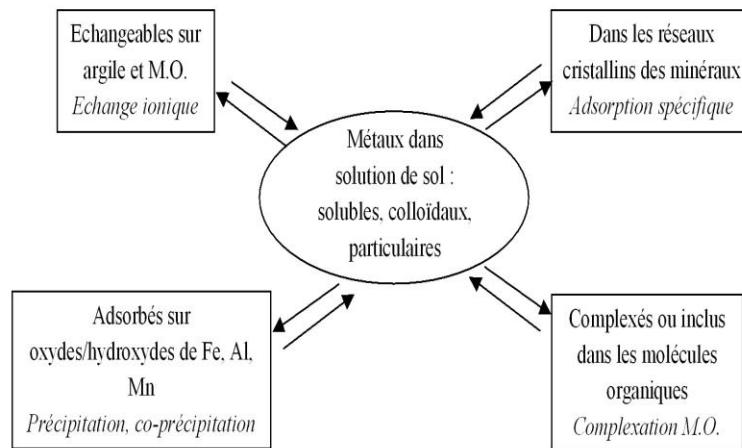 Echangeables sur
argile et M.O.
Echange ionique
Dans les réseaux
cristallins des minéraux
Adsorption spécifique
Métaux dans
solution de sol :
solubles, colloïdaux,
particulaires
Adsorbés sur
oxydes/hydroxydes de Fe, Al,
Mn
Précipitation, co-précipitation
Complexés ou inclus
dans les molécules
organiques
Complexation M.O.